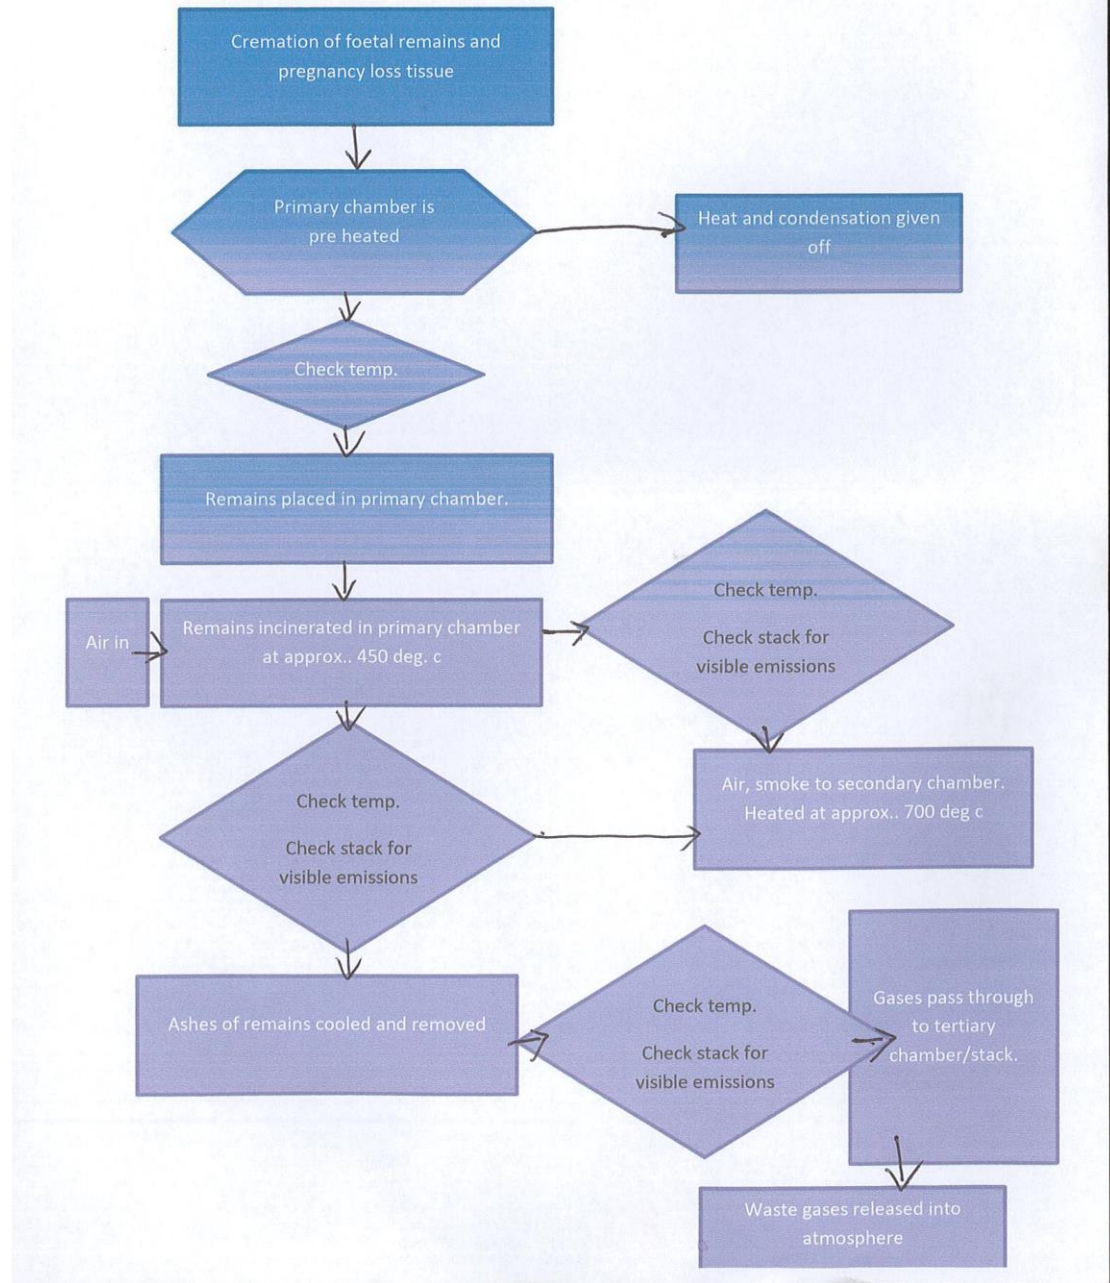 Cremation of foetal remains and
pregnancy loss tissue
Primary chamber is
pre heated
Heat and condensation given
off
Check temp.
Remains placed in primary chamber.
Air in
Remains incinerated in primary chamber
at approx.. 450 deg. c
Check temp.
Check stack for
visible emissions
Check temp.
Check stack for
visible emissions
Air, smoke to secondary chamber.
Heated at approx.. 700 deg c
Ashes of remains cooled and removed
Check temp.
Check stack for
visible emissions
Gases pass through
to tertiary
chamber/stack.
Waste gases released into
atmosphere